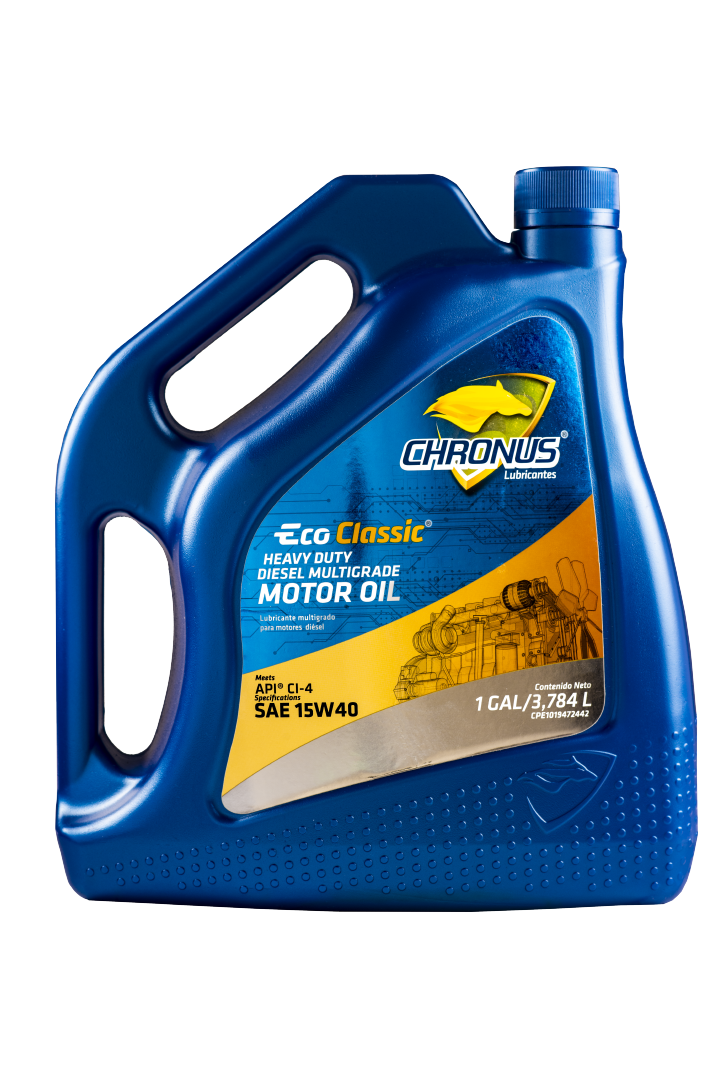 CHRONUS®
Lubricantes
Eco Classic®
HEAVY DUTY
DIESEL MULTIGRADE
MOTOR OIL
Lubricante multigrado
para motores diésel
Meets
API® CI-4
Specifications
SAE 15W40
Contenido Neto
1 GAL/3,784 L
CPE1019472442